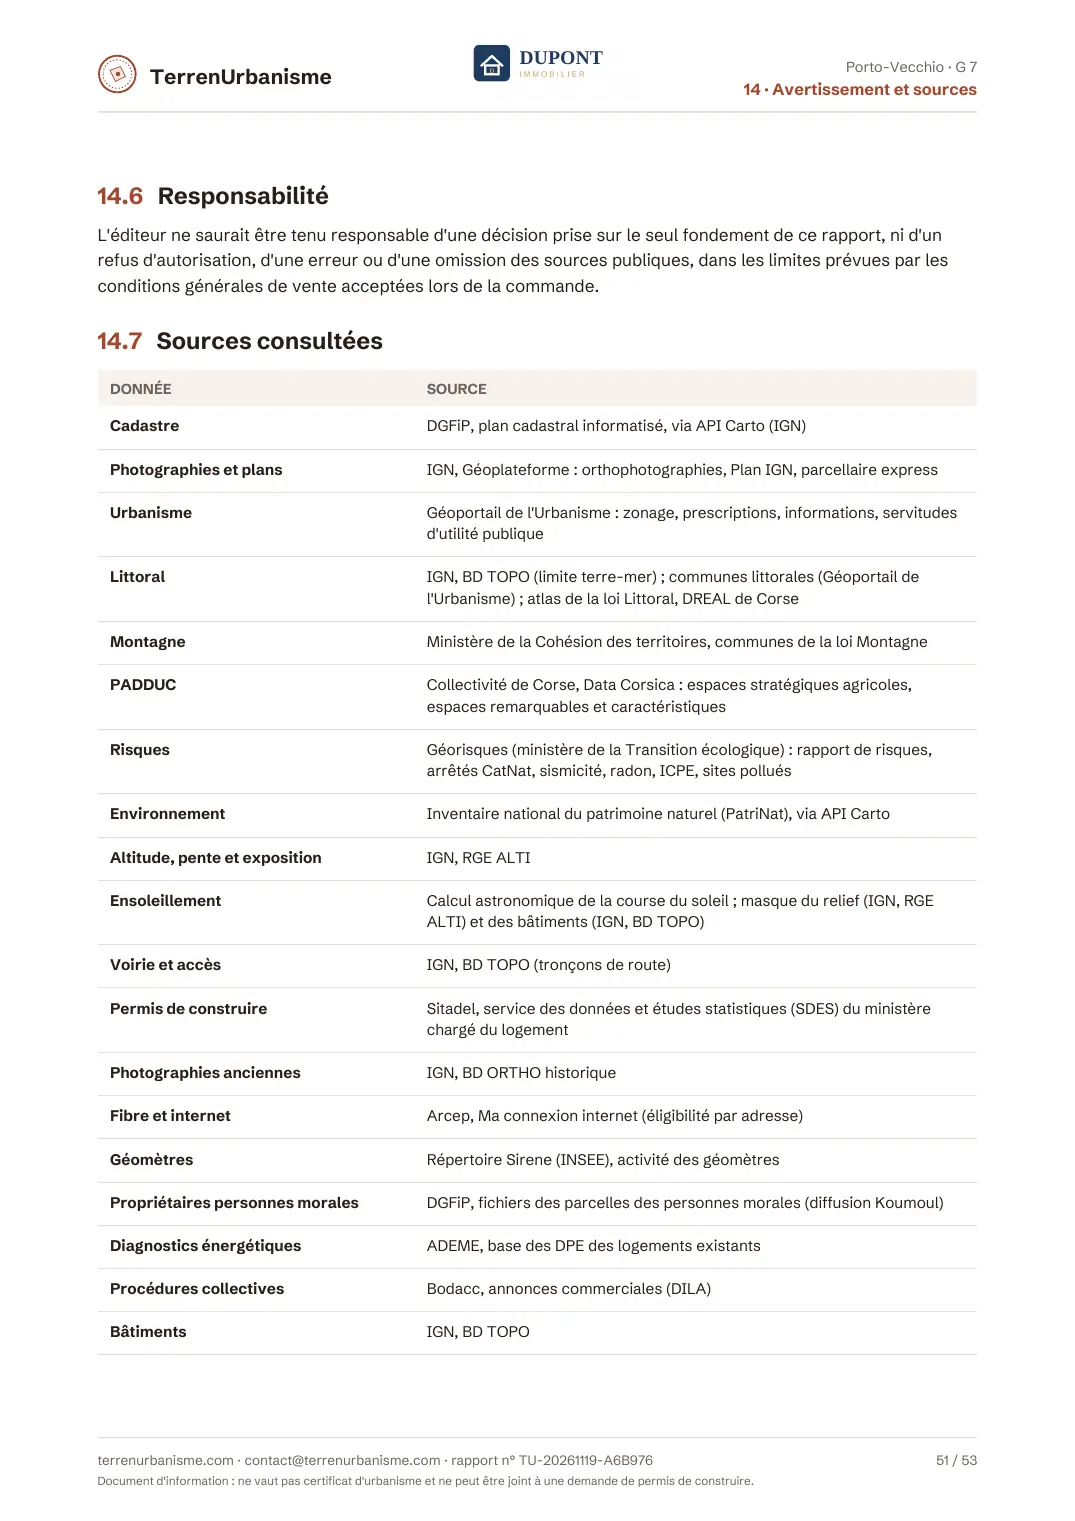 TerrenUrbanisme
DUPONT
IMMOBILIER
Porto-Vecchio · G 7
14 · Avertissement et sources
14.6 Responsabilité
L'éditeur ne saurait être tenu responsable d'une décision prise sur le seul fondement de ce rapport, ni d'un
refus d'autorisation, d'une erreur ou d'une omission des sources publiques, dans les limites prévues par les
conditions générales de vente acceptées lors de la commande.
14.7 Sources consultées
DONNÉE SOURCE
Cadastre DGFiP, plan cadastral informatisé, via API Carto (IGN)
Photographies et plans IGN, Géoplateforme : orthophotographies, Plan IGN, parcellaire express
Urbanisme Géoportail de l'Urbanisme : zonage, prescriptions, informations, servitudes
d'utilité publique
Littoral IGN, BD TOPO (limite terre-mer) ; communes littorales (Géoportail de
l'Urbanisme) ; atlas de la loi Littoral, DREAL de Corse
Montagne Ministère de la Cohésion des territoires, communes de la loi Montagne
PADDUC Collectivité de Corse, Data Corsica : espaces stratégiques agricoles,
espaces remarquables et caractéristiques
Risques Géorisques (ministère de la Transition écologique) : rapport de risques,
arrêtés CatNat, sismicité, radon, ICPE, sites pollués
Environnement Inventaire national du patrimoine naturel (PatriNat), via API Carto
Altitude, pente et exposition IGN, RGE ALTI
Ensoleillement Calcul astronomique de la course du soleil ; masque du relief (IGN, RGE
ALTI) et des bâtiments (IGN, BD TOPO)
Voirie et accès IGN, BD TOPO (tronçons de route)
Permis de construire Sitadel, service des données et études statistiques (SDES) du ministère
chargé du logement
Photographies anciennes IGN, BD ORTHO historique
Fibre et internet Arcep, Ma connexion internet (éligibilité par adresse)
Géomètres Répertoire Sirene (INSEE), activité des géomètres
Propriétaires personnes morales DGFiP, fichiers des parcelles des personnes morales (diffusion Koumoul)
Diagnostics énergétiques ADEME, base des DPE des logements existants
Procédures collectives Bodacc, annonces commerciales (DILA)
Bâtiments IGN, BD TOPO
terrenurbanisme.com · contact@terrenurbanisme.com · rapport n° TU-20261119-A6B976 51 / 53
Document d'information : ne vaut pas certificat d'urbanisme et ne peut être joint à une demande de permis de construire.